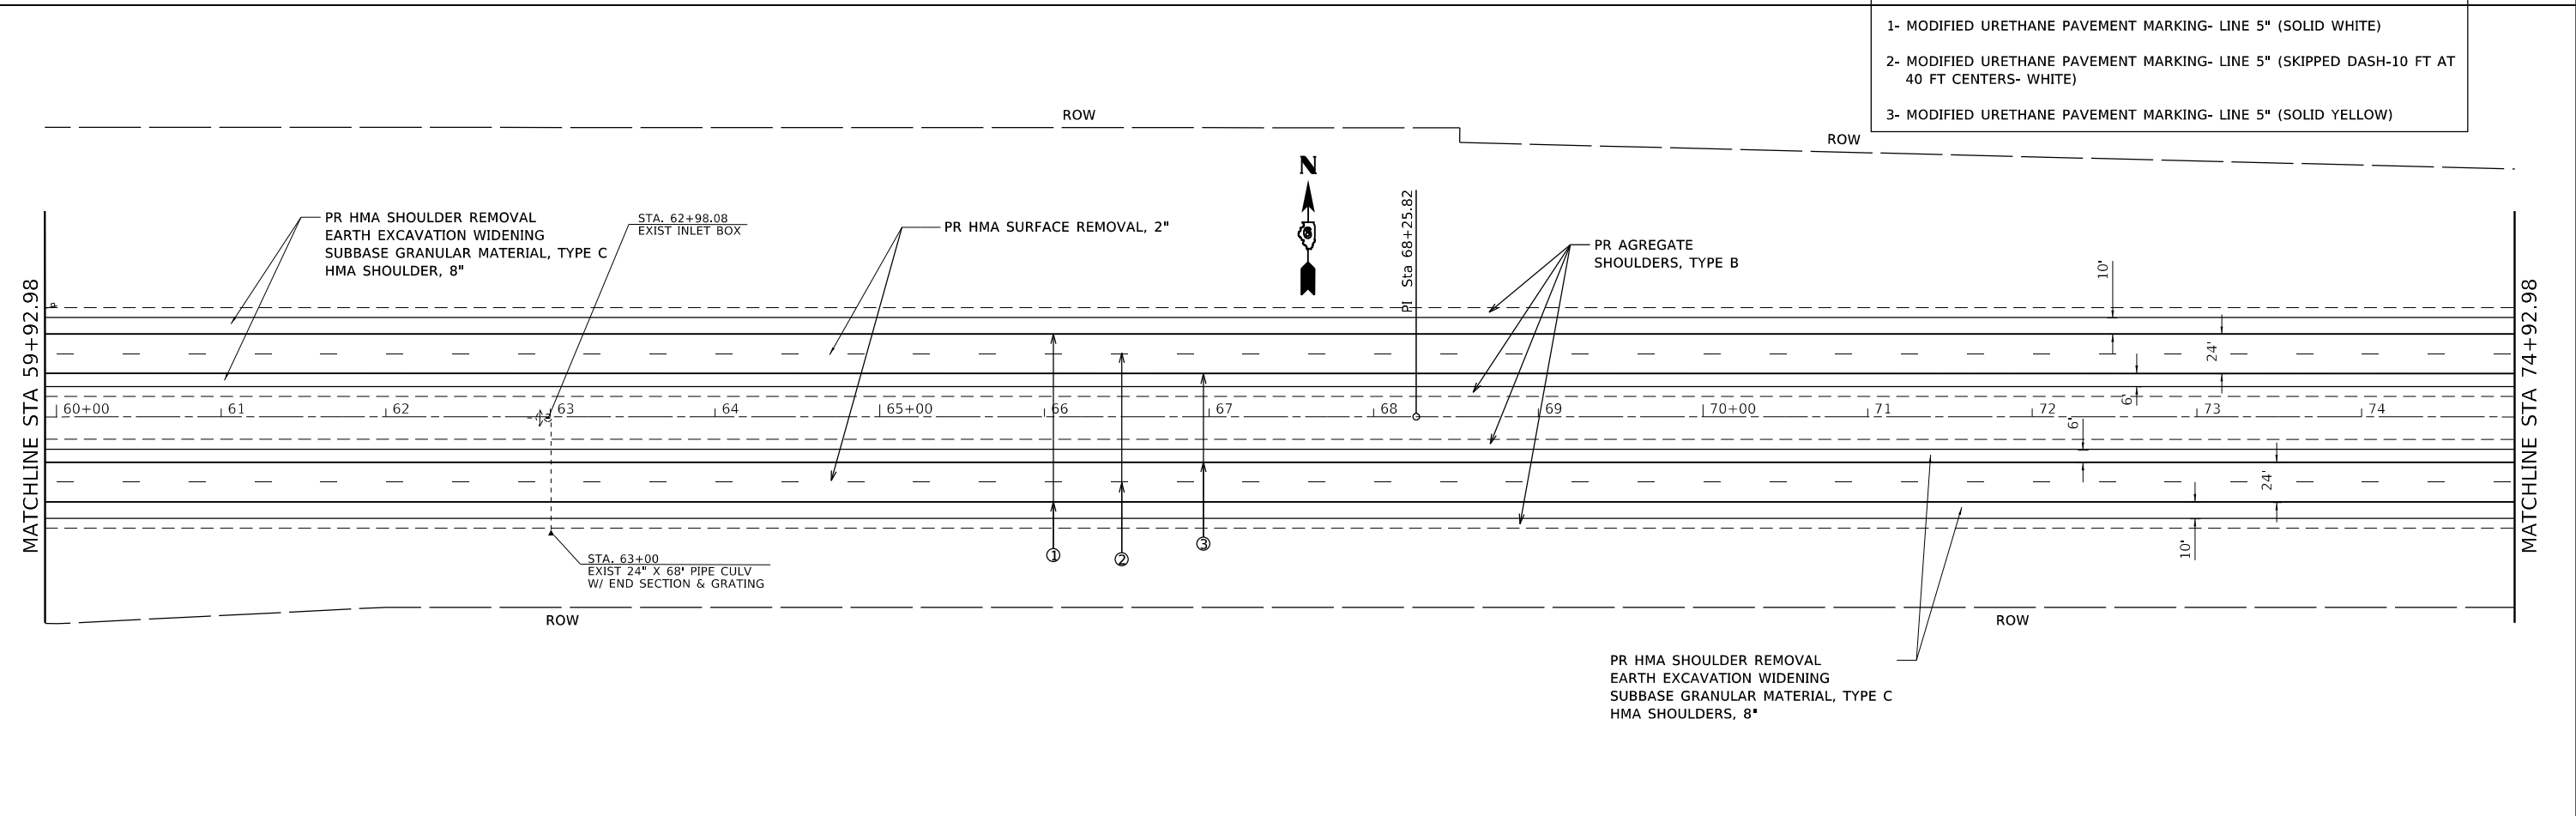 1- MODIFIED URETHANE PAVEMENT MARKING- LINE 5" (SOLID WHITE)
2- MODIFIED URETHANE PAVEMENT MARKING- LINE 5" (SKIPPED DASH-10 FT AT
40 FT CENTERS- WHITE)
3- MODIFIED URETHANE PAVEMENT MARKING- LINE 5" (SOLID YELLOW)
ROW
ROW
N
PR HMA SHOULDER REMOVAL
EARTH EXCAVATION WIDENING
SUBBASE GRANULAR MATERIAL, TYPE C
HMA SHOULDER, 8"
STA. 62+98.08
EXIST INLET BOX
PR HMA SURFACE REMOVAL, 2"
PI Sta 68+25.82
PR AGREGATE
SHOULDERS, TYPE B
10'
24'
6'
MATCHLINE STA 59+92.98
60+00 61 62 63 64 65+00 66 67 68 69 70+00 71 72 73 74
MATCHLINE STA 74+92.98
6'
24'
10'
1
2
3
STA. 63+00
EXIST 24" X 68' PIPE CULV
W/ END SECTION & GRATING
ROW
ROW
PR HMA SHOULDER REMOVAL
EARTH EXCAVATION WIDENING
SUBBASE GRANULAR MATERIAL, TYPE C
HMA SHOULDERS, 8"